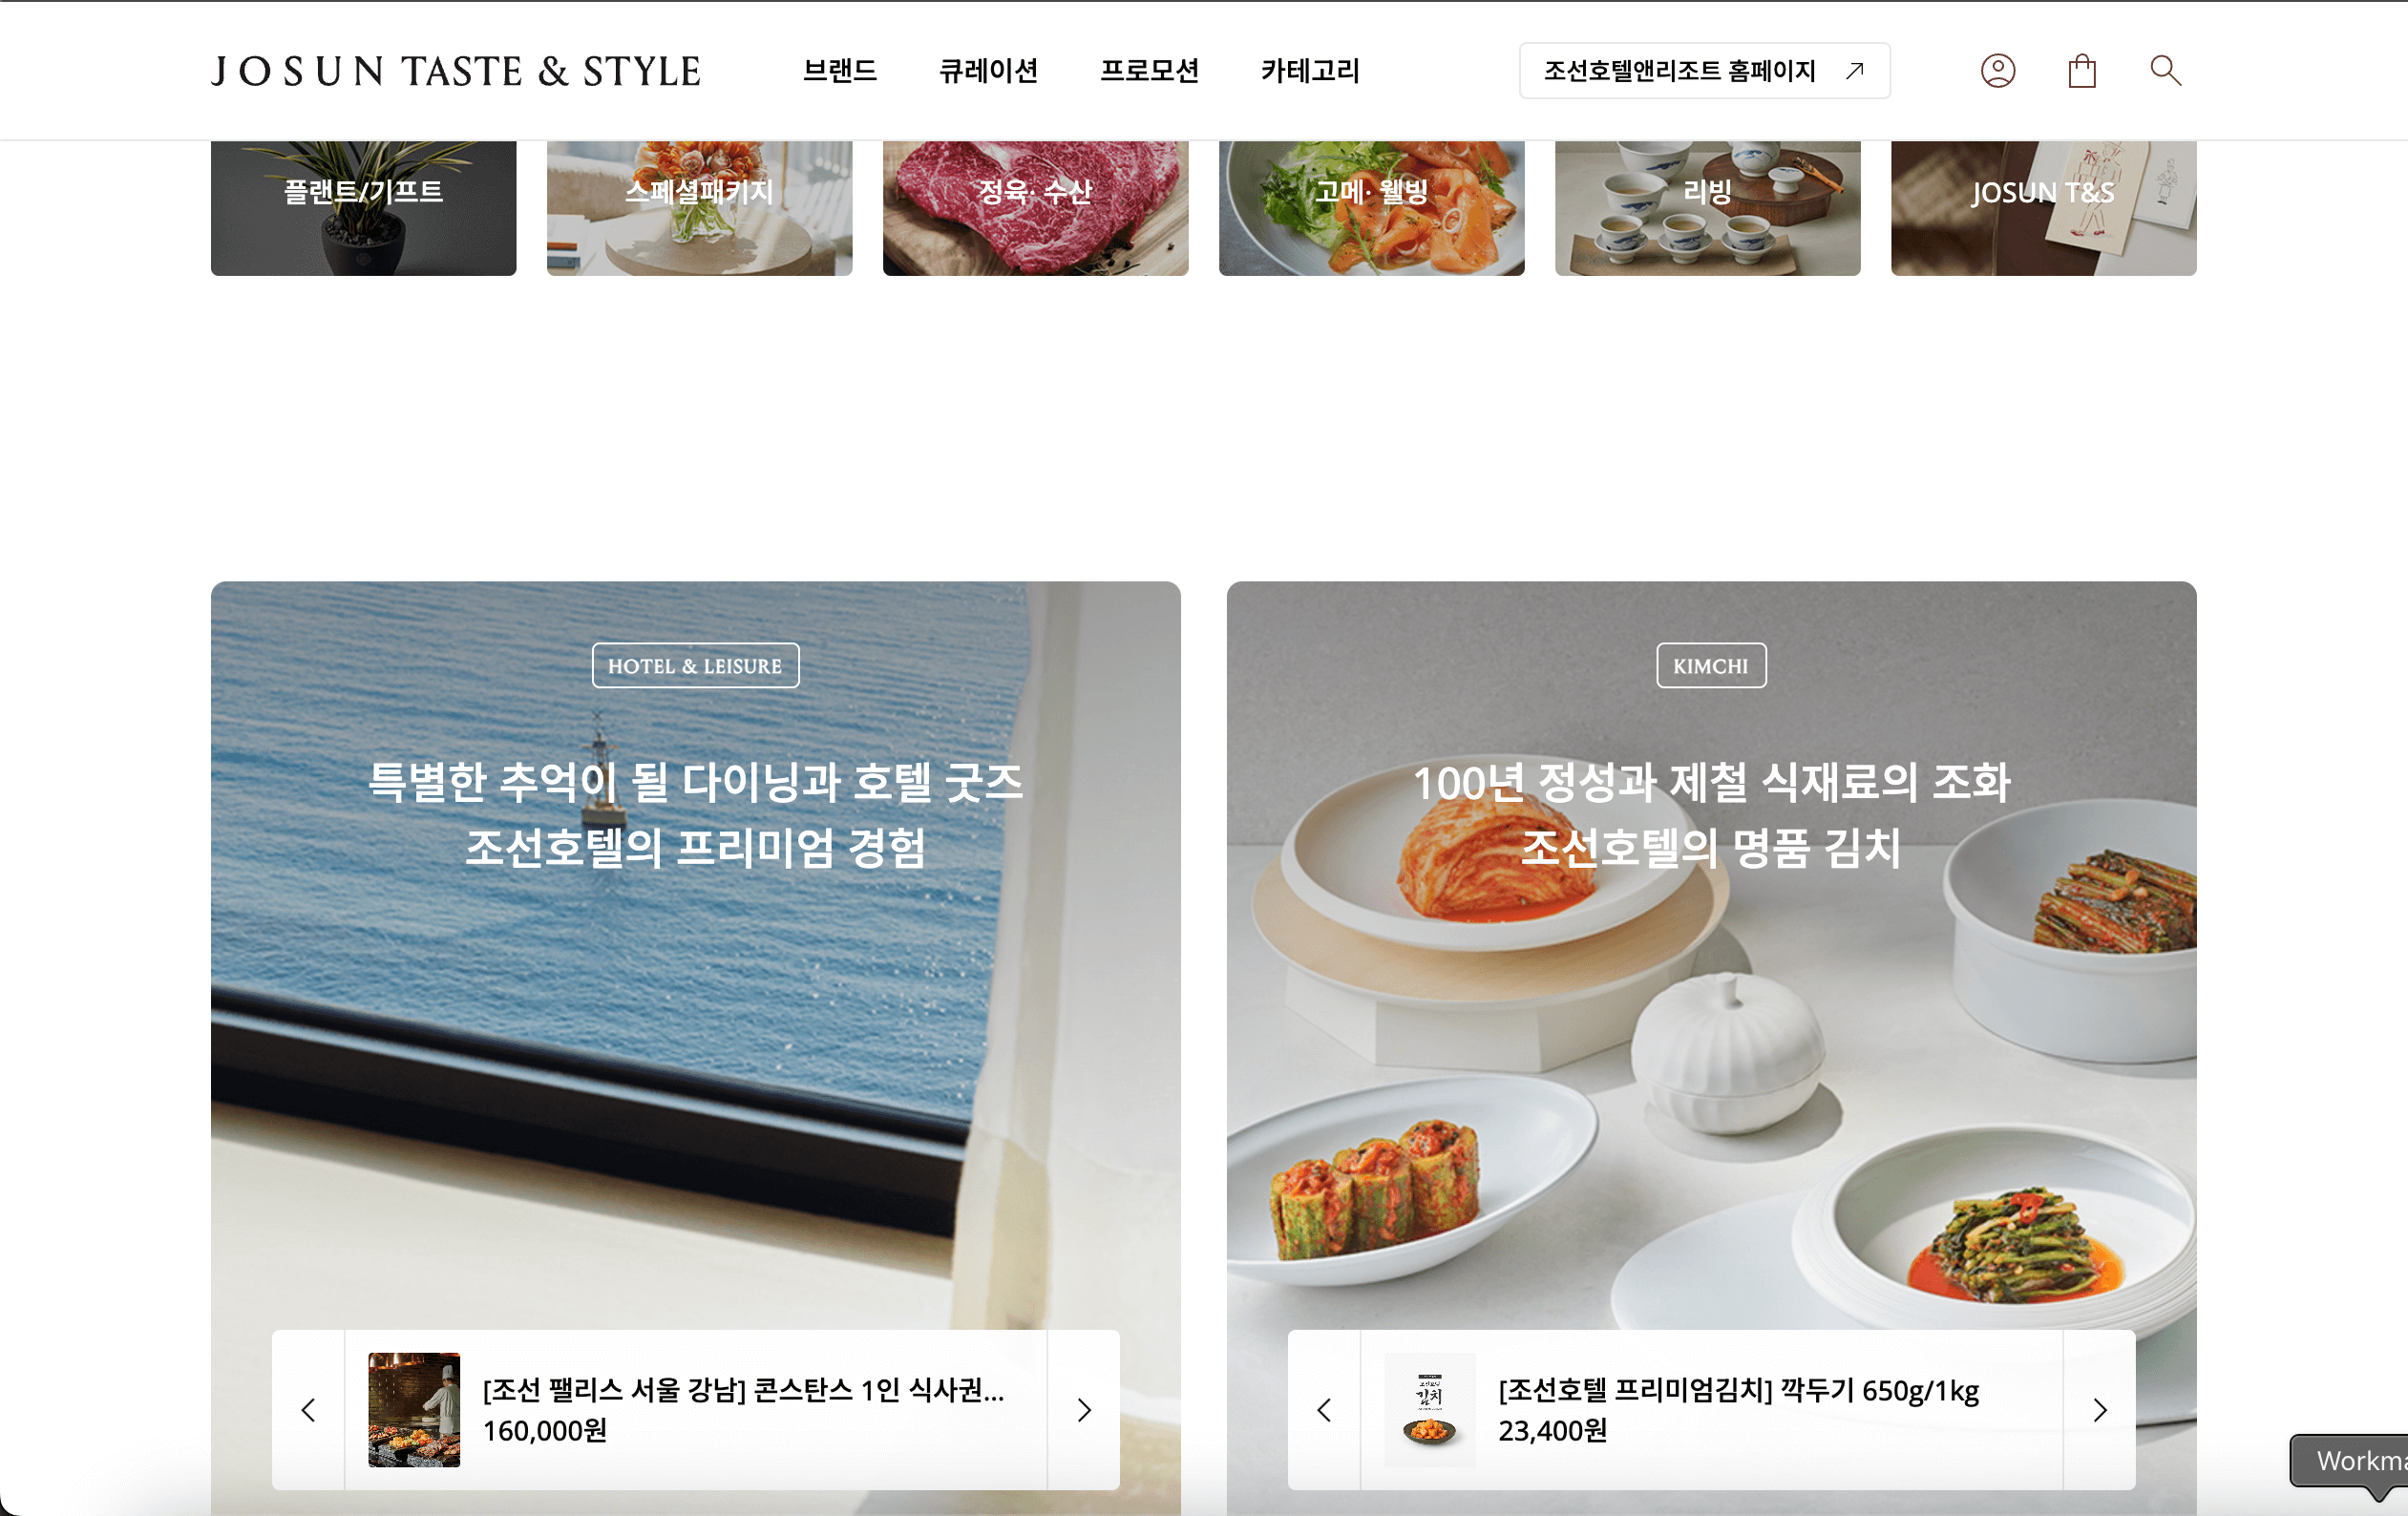 JOSUN TASTE & STYLE
브랜드
큐레이션
프로모션
카테고리
조선호텔앤리조트 홈페이지
플랜트/기프트
스페셜패키지
정육· 수산
고메· 웰빙
리빙
JOSUN T&S
HOTEL & LEISURE
특별한 추억이 될 다이닝과 호텔 굿즈
조선호텔의 프리미엄 경험
[조선 팰리스 서울 강남] 콘스탄스 1인 식사권...
160,000원
KIMCHI
100년 정성과 제철 식재료의 조화
조선호텔의 명품 김치
김치
[조선호텔 프리미엄김치] 깍두기 650g/1kg
23,400원